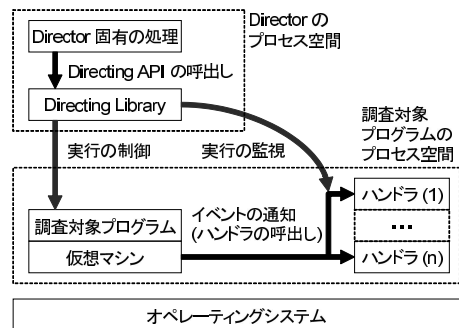 Director の
プロセス空間
Director 固有の処理
Directing API の呼出し
Directing Library
実行の制御
実行の監視
調査対象
プログラムの
プロセス空間
調査対象プログラム
仮想マシン
イベントの通知
(ハンドラの呼出し)
ハンドラ (1)
...
ハンドラ (n)
オペレーティングシステム